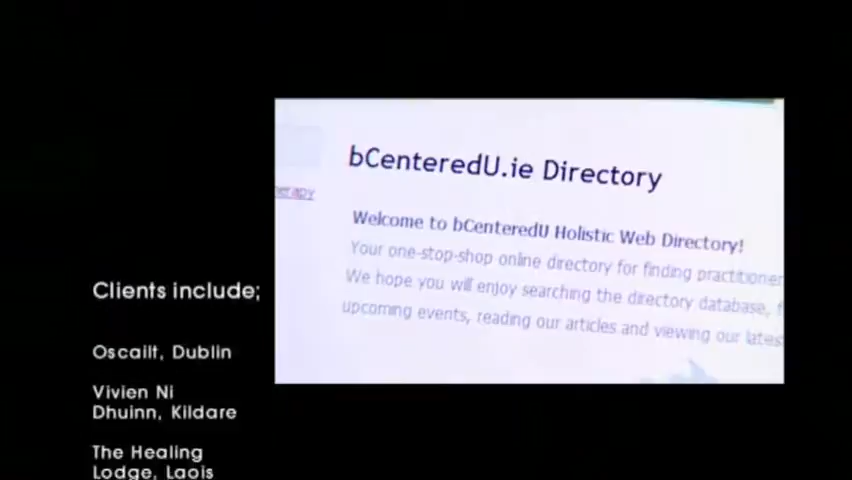 bCenteredU.ie Directory
Welcome to bCenteredU Holistic Web Directory!
Your one-stop-shop online directory for finding practitioner
We hope you will enjoy searching the directory database, f
upcoming events, reading our articles and viewing our latest
Clients include;
Oscailt, Dublin
Vivien Ni
Dhuinn, Kildare
The Healing
Lodge, Laois